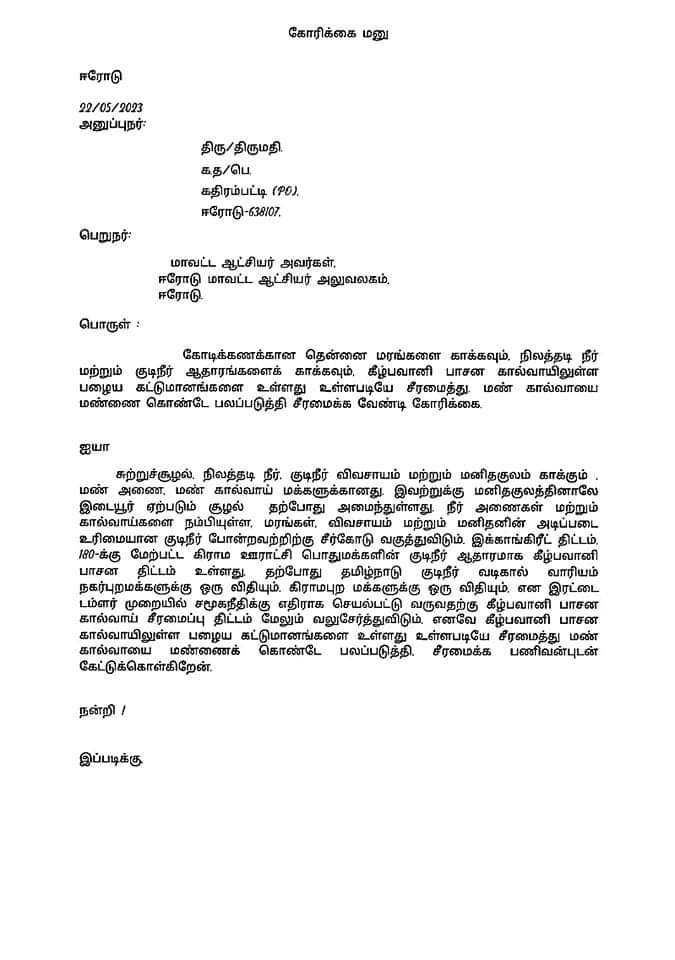 கோரிக்கை மனு
ஈரோடு
22/05/2023
அனுப்புநர்:
திரு/திருமதி.
க.த/பெ.
கதிரம்பட்டி (PO),
ஈரோடு-638107.
பெறுநர்:
மாவட்ட ஆட்சியர் அவர்கள்,
ஈரோடு மாவட்ட ஆட்சியர் அலுவலகம்,
ஈரோடு.
பொருள் :
கோடிக்கணக்கான தென்னை மரங்களை காக்கவும், நிலத்தடி நீர்
மற்றும் குடிநீர் ஆதாரங்களைக் காக்கவும், கீழ்பவானி பாசன கால்வாயிலுள்ள
பழைய கட்டுமானங்களை உள்ளது உள்ளபடியே சீரமைத்து. மண் கால்வாயை
மண்ணை கொண்டே பலப்படுத்தி சீரமைக்க வேண்டி கோரிக்கை.
ஐயா
சுற்றுச்சூழல், நிலத்தடி நீர், குடிநீர் விவசாயம் மற்றும் மனிதகுலம் காக்கும் ,
மண் அணை, மண் கால்வாய் மக்களுக்கானது. இவற்றுக்கு மனிதகுலத்தினாலே
இடையூர் ஏற்படும் சூழல் தற்போது அமைந்துள்ளது. நீர் அணைகள் மற்றும்
கால்வாய்களை நம்பியுள்ள, மரங்கள், விவசாயம் மற்றும் மனிதனின் அடிப்படை
உரிமையான குடிநீர் போன்றவற்றிற்கு சீர்கோடு வகுத்துவிடும். இக்காங்கிரீட் திட்டம்,
180-க்கு மேற்பட்ட கிராம ஊராட்சி பொதுமக்களின் குடிநீர் ஆதாரமாக கீழ்பவானி
பாசன திட்டம் உள்ளது. தற்போது தமிழ்நாடு குடிநீர் வடிகால் வாரியம்
நகர்புறமக்களுக்கு ஒரு விதியும், கிராமபுற மக்களுக்கு ஒரு விதியும், என இரட்டை
டம்ளர் முறையில் சமூகநீதிக்கு எதிராக செயல்பட்டு வருவதற்கு கீழ்பவானி பாசன
கால்வாய் சீரமைப்பு திட்டம் மேலும் வலுசேர்த்துவிடும். எனவே கீழ்பவானி பாசன
கால்வாயிலுள்ள பழைய கட்டுமானங்களை உள்ளது உள்ளபடியே சீரமைத்து மண்
கால்வாயை மண்ணைக் கொண்டே பலப்படுத்தி, சீரமைக்க பணிவன்புடன்
கேட்டுக்கொள்கிறேன்.
நன்றி !
இப்படிக்கு,